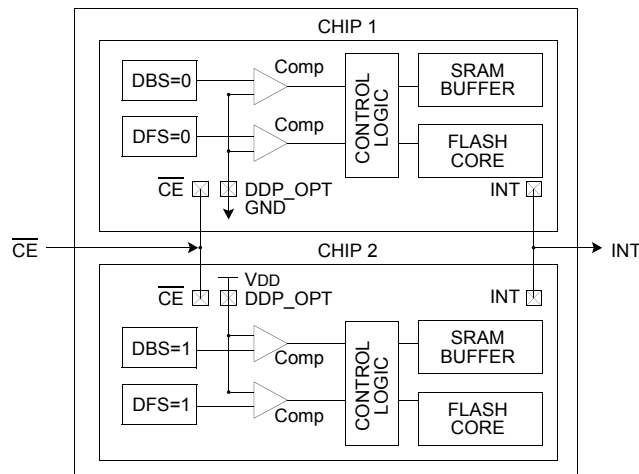 CHIP 1
DBS=0
Comp
CONTROL
LOGIC
SRAM
BUFFER
DFS=0
Comp
FLASH
CORE
CE
DDP_OPT
GND
INT
CE
INT
CHIP 2
VDD
CE
DDP_OPT
INT
DBS=1
Comp
CONTROL
LOGIC
SRAM
BUFFER
DFS=1
Comp
FLASH
CORE